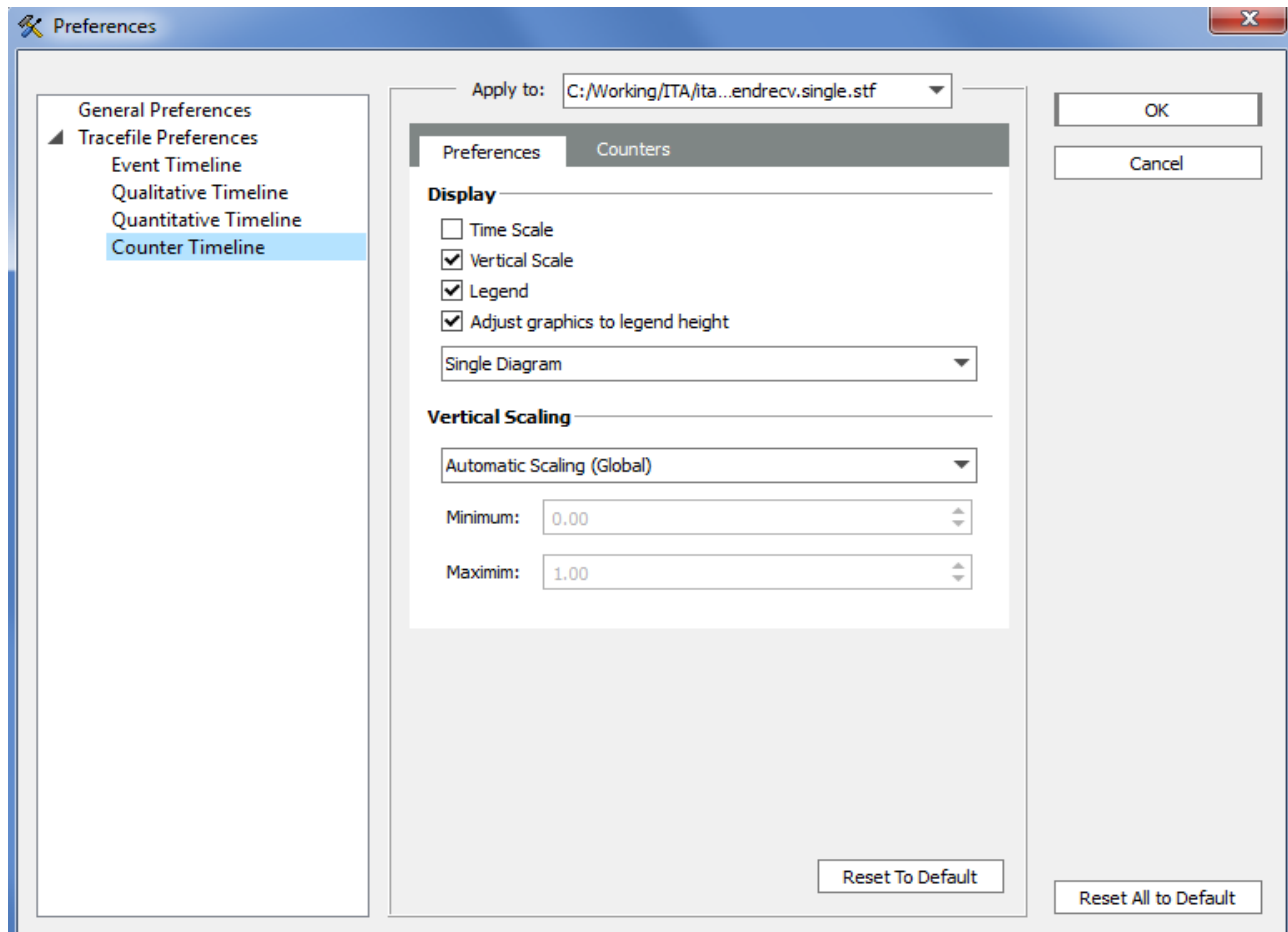 Preferences
x
General Preferences
Tracefile Preferences
Event Timeline
Qualitative Timeline
Quantitative Timeline
Counter Timeline
Apply to: C:/Working/ITA/ita...endrecv.single.stf
Preferences Counters
Display
Time Scale
Vertical Scale
Legend
Adjust graphics to legend height
Single Diagram
Vertical Scaling
Automatic Scaling (Global)
Minimum: 0.00
Maximim: 1.00
Reset To Default
OK
Cancel
Reset All to Default